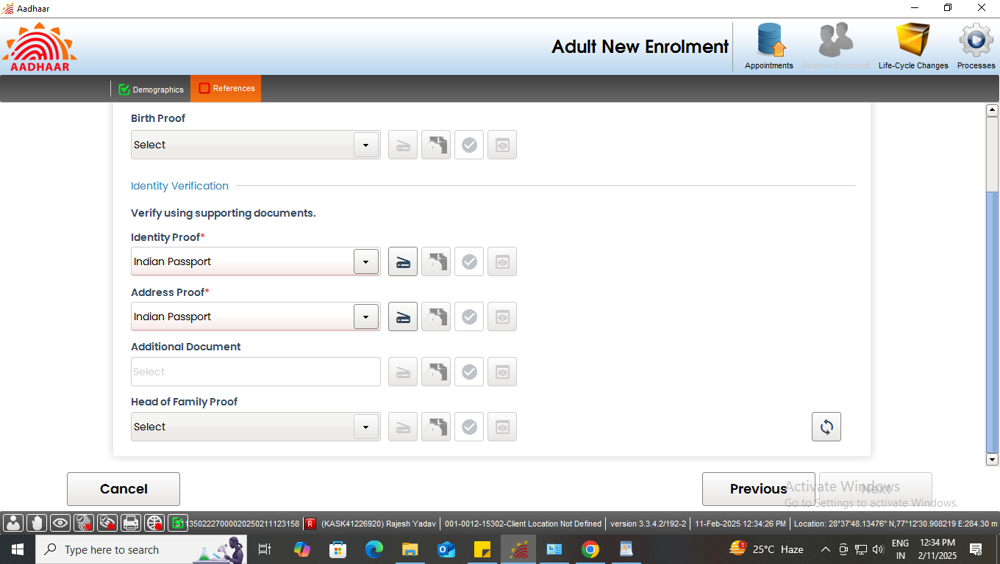 Aadhaar
AADHAAR
Adult New Enrolment
Appointments
Resident Enrolment
Life-Cycle Changes
Processes
Demographics
References
Birth Proof
Select
Identity Verification
Verify using supporting documents.
Identity Proof*
Indian Passport
Address Proof*
Indian Passport
Additional Document
Select
Head of Family Proof
Select
Cancel
Previous
Next
Activate Windows
Go to Settings to activate Windows.
13502227000020250211123158 R (KASK41226920) Rajesh Yadav 001-0012-15302-Client Location Not Defined version 3.3.4.2/192-2 11-Feb-2025 12:34:26 PM Location: 28°37'48.13476" N,77°12'30.908219 E:284.30 m
Type here to search
25°C Haze
ENG
IN
12:34 PM
2/11/2025